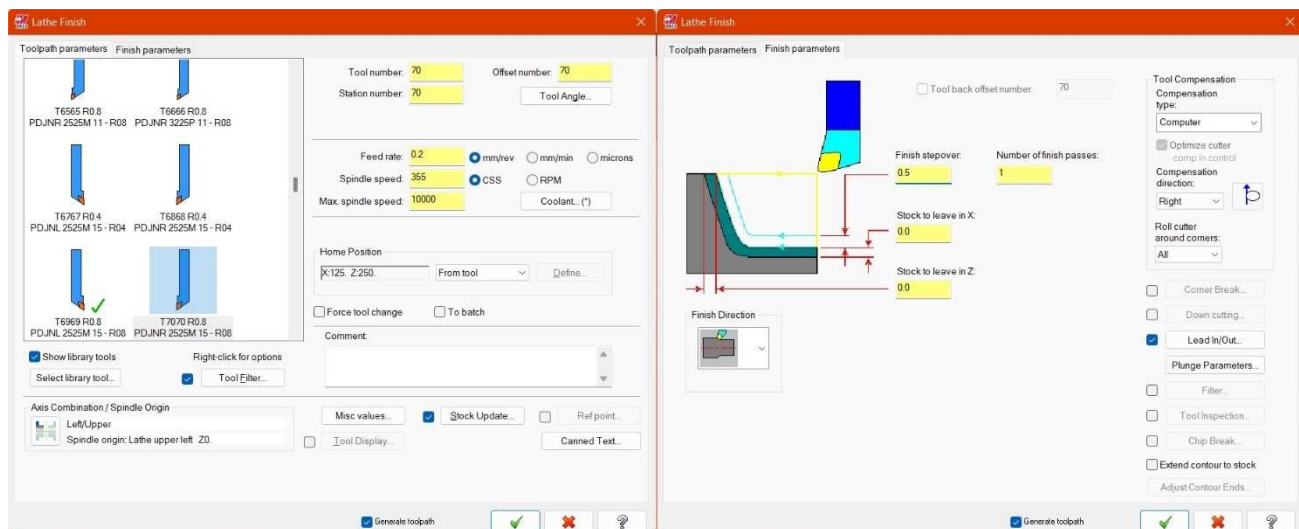 Lathe Finish
Toolpath parameters Finish parameters
T6565 R0.8
PDJNR 2525M 11 - R08
T6666 R0.8
PDJNR 3225P 11 - R08
T6767 R0.4
PDJNL 2525M 15 - R04
T6868 R0.4
PDJNR 2525M 15 - R04
T6969 R0.8
PDJNL 2525M 15 - R08
T7070 R0.8
PDJNR 2525M 15 - R08
Show library tools
Right-click for options
Select library tool...
Tool Filter...
Axis Combination / Spindle Origin
Left/Upper
Spindle origin: Lathe upper left Z0.
Tool number: 70
Offset number: 70
Station number: 70
Tool Angle...
Feed rate: 0.2
mm/rev
mm/min
microns
Spindle speed: 355
CSS
RPM
Max. spindle speed: 10000
Coolant... (*)
Home Position
X:125. Z:250.
From tool
Define...
Force tool change
To batch
Comment
Misc values...
Stock Update...
Ref point...
Tool Display...
Canned Text...
Generate toolpath
Lathe Finish
Toolpath parameters Finish parameters
Tool back offset number: 70
Finish stepover:
0.5
Number of finish passes:
1
Stock to leave in X:
0.0
Stock to leave in Z:
0.0
Finish Direction
Tool Compensation
Compensation
type:
Computer
Optimize cutter
comp in control
Compensation
direction:
Right
Roll cutter
around corners:
All
Corner Break...
Down cutting...
Lead In/Out...
Plunge Parameters...
Filter...
Tool Inspection...
Chip Break...
Extend contour to stock
Adjust Contour Ends...
Generate toolpath